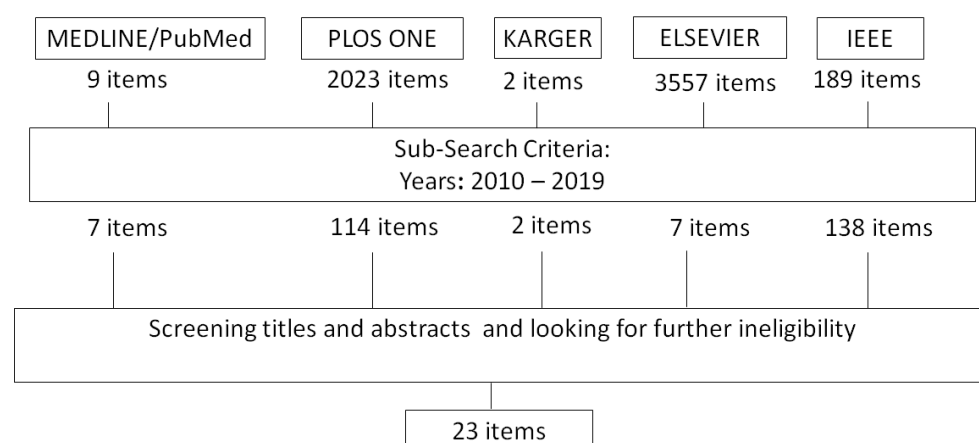 MEDLINE/PubMed PLOS ONE KARGER ELSEVIER IEEE
9 items 2023 items 2 items 3557 items 189 items
Sub-Search Criteria:
Years: 2010 – 2019
7 items 114 items 2 items 7 items 138 items
Screening titles and abstracts and looking for further ineligibility
23 items